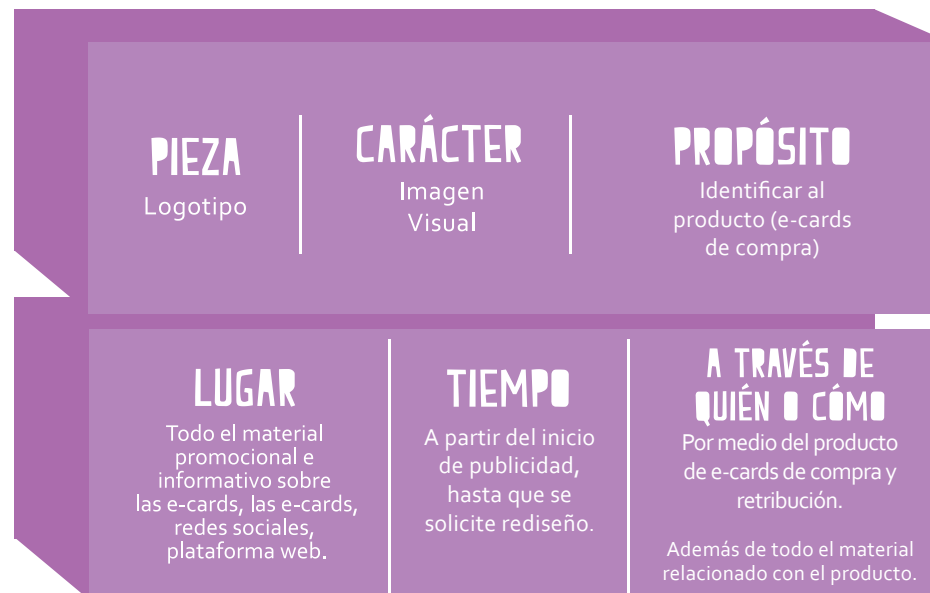 PIEZA
Logotipo
CARÁCTER
Imagen
Visual
PROPÓSITO
Identificar al
producto (e-cards
de compra)
LUGAR
Todo el material
promocional e
informativo sobre
las e-cards, las e-cards,
redes sociales,
plataforma web.
TIEMPO
A partir del inicio
de publicidad,
hasta que se
solicite rediseño.
A TRAVÉS DE
QUIÉN O CÓMO
Por medio del producto
de e-cards de compra y
retribución.
Además de todo el material
relacionado con el producto.